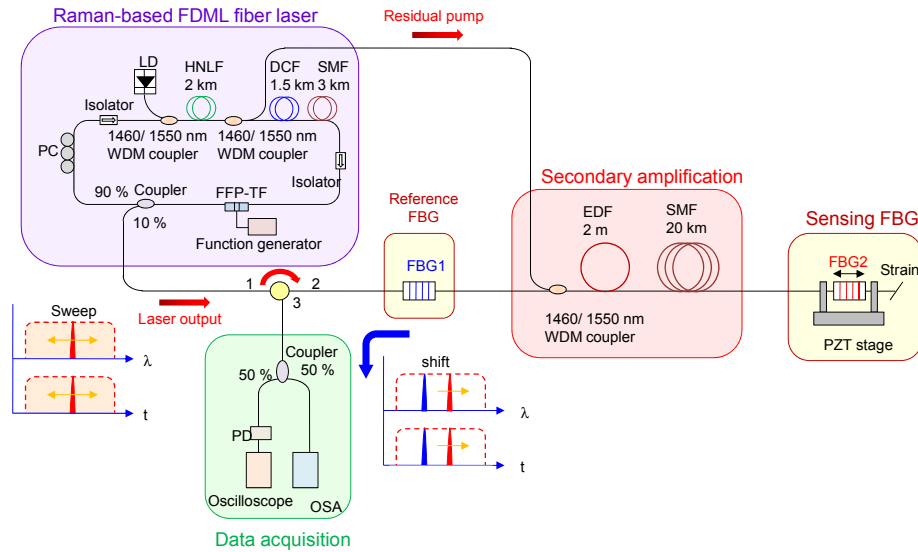 Raman-based FDML fiber laser
Residual pump
LD
HNLF
2 km
DCF
1.5 km
SMF
3 km
Isolator
PC
1460/ 1550 nm
WDM coupler
1460/ 1550 nm
WDM coupler
Isolator
90 %
Coupler
10 %
FFP-TF
Function generator
Reference
FBG
FBG1
Secondary amplification
EDF
2 m
SMF
20 km
1460/ 1550 nm
WDM coupler
Sensing FBG
FBG2
Strain
PZT stage
1
2
3
Laser output
Sweep
λ
t
Coupler
50 %
50 %
PD
Oscilloscope
OSA
Data acquisition
shift
λ
t